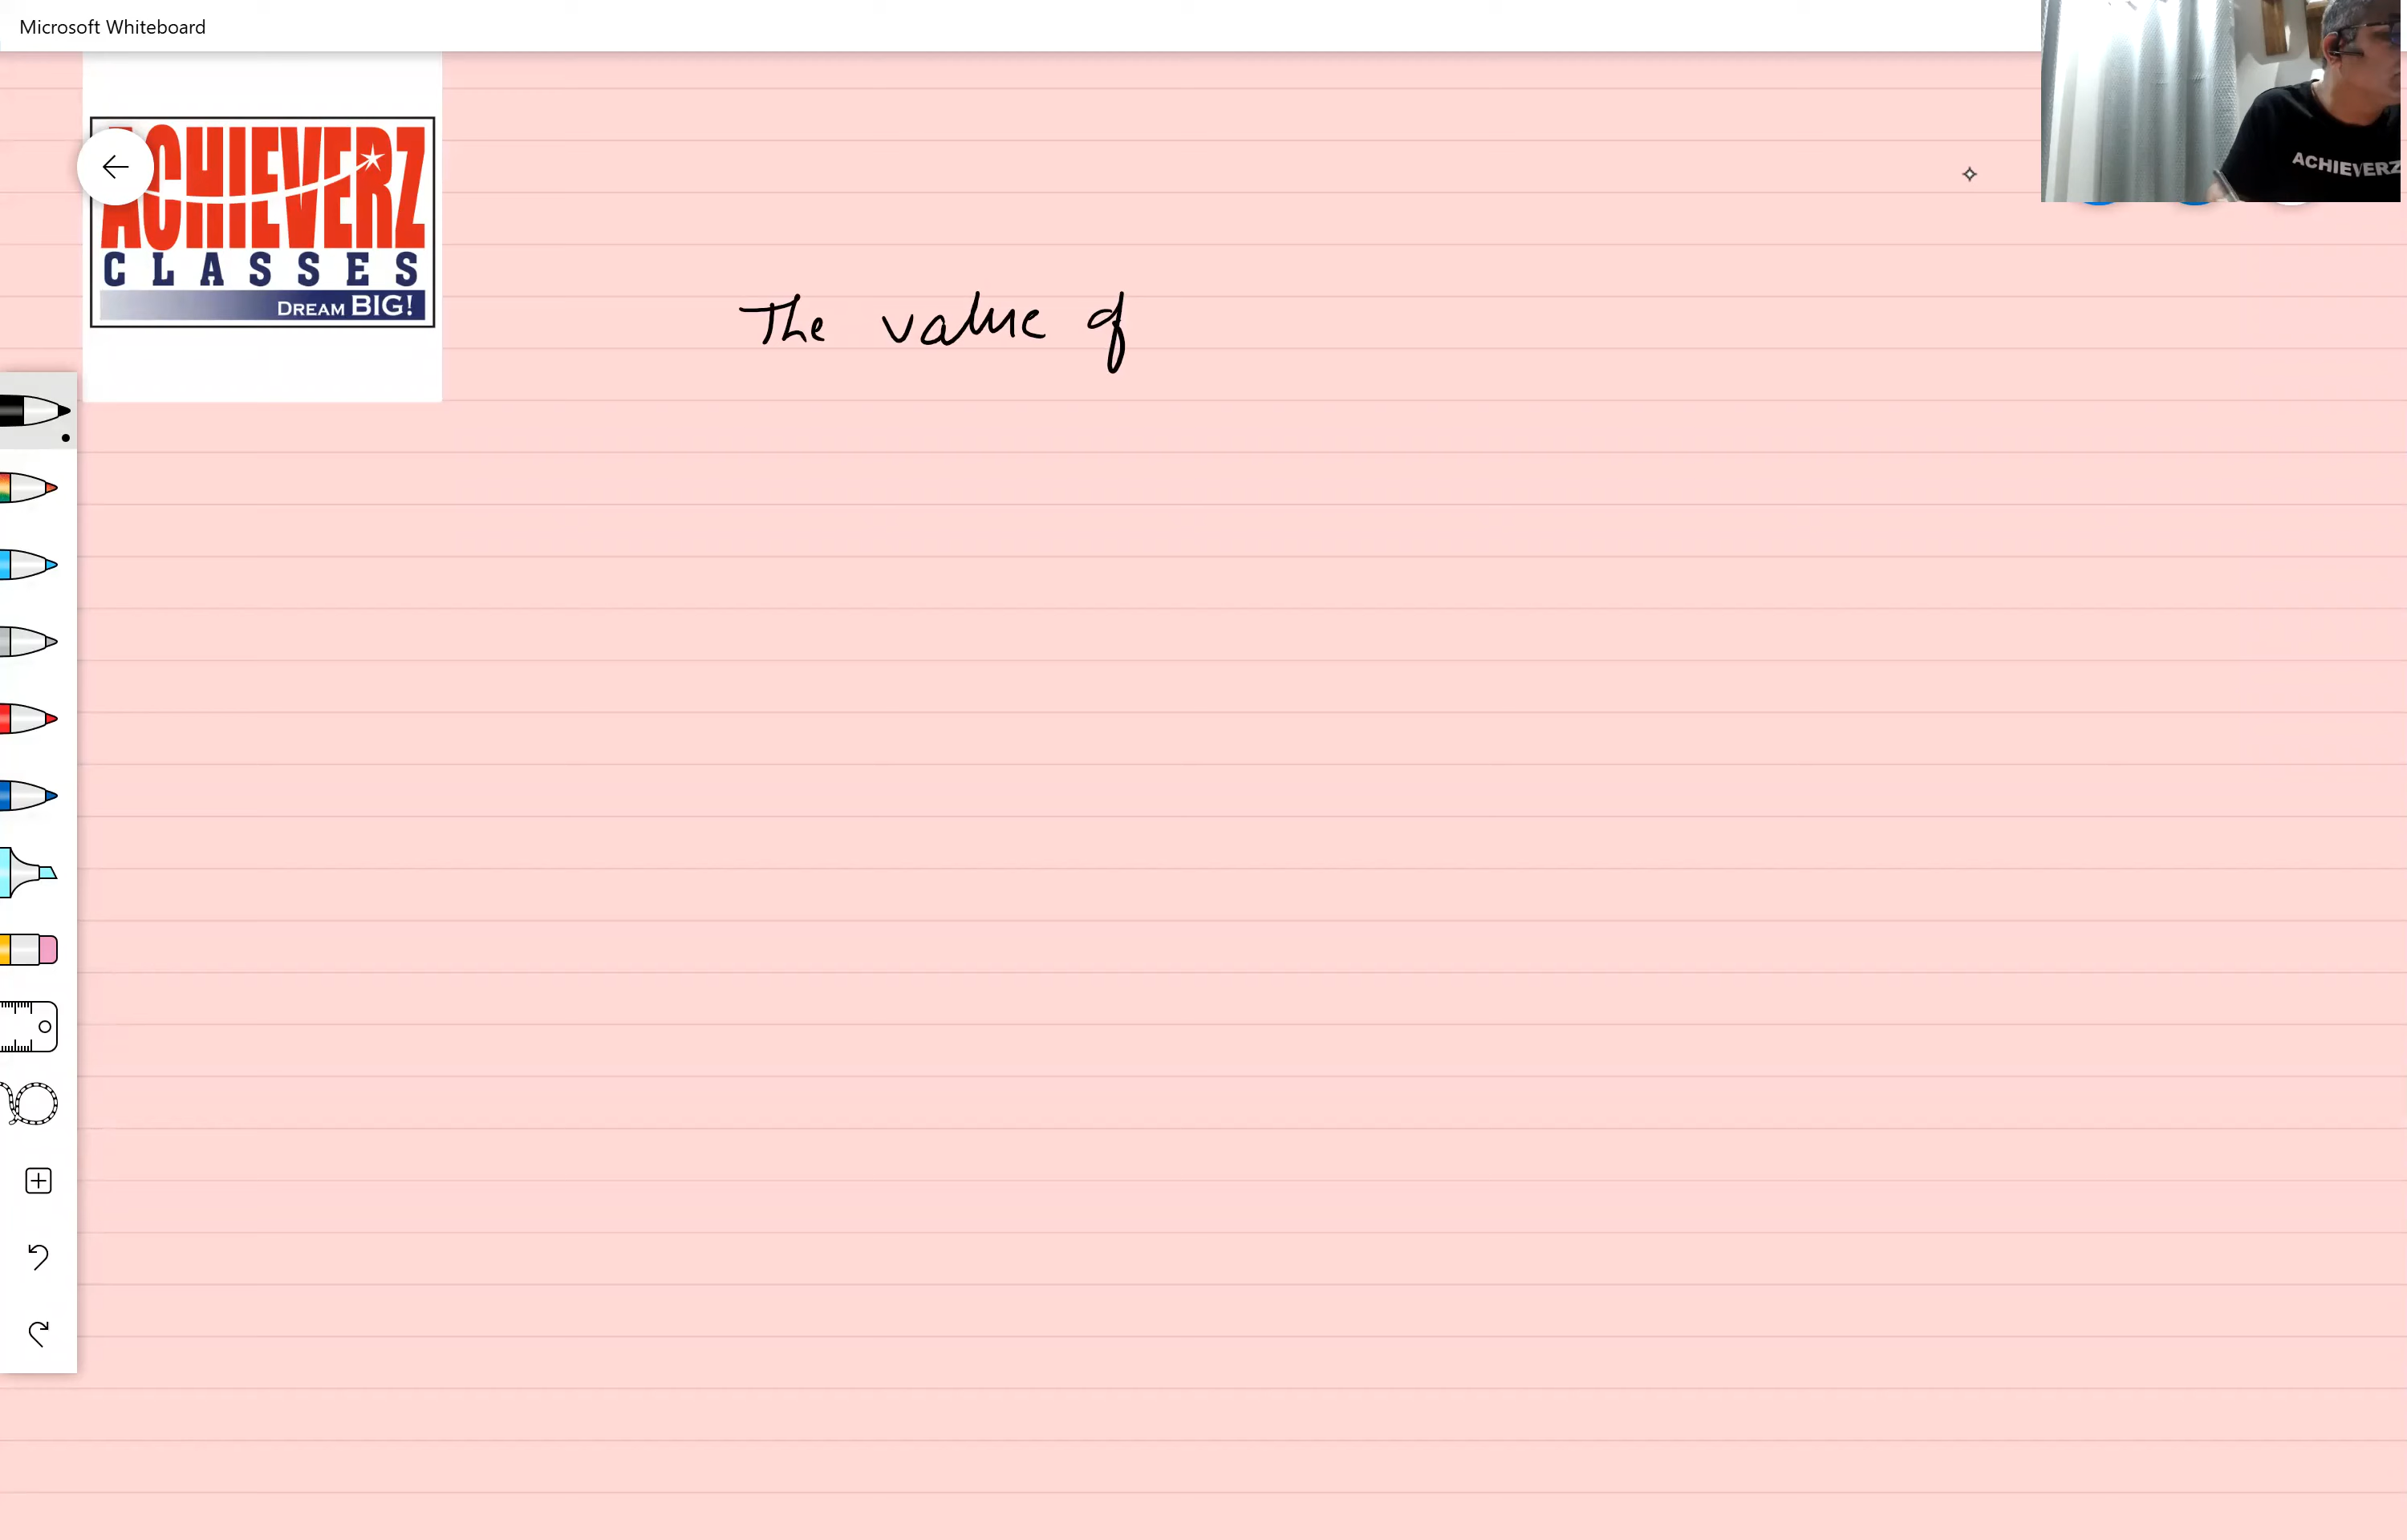 Microsoft Whiteboard
ACHIEVERZ
CLASSES
DREAM BIG!
ACHIEVERZ
The value of